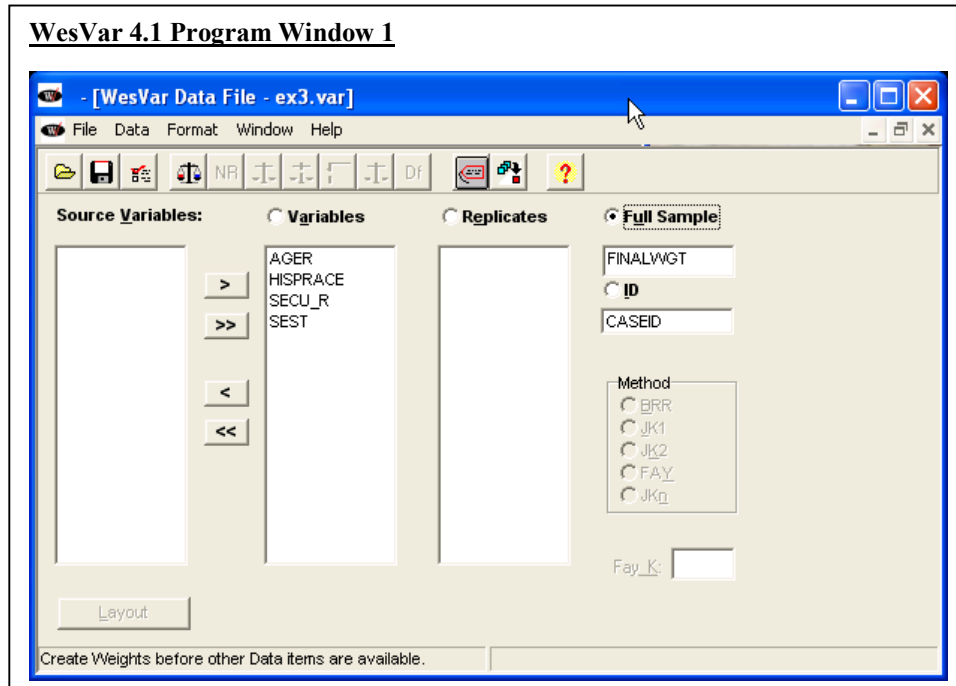 WesVar 4.1 Program Window 1
- [WesVar Data File - ex3.var]
File Data Format Window Help
NR Df ?
Source Variables: Variables Replicates Full Sample
AGER
HISPRACE
SECU_R
SEST
>
>>
<
<<
FINALWGT
ID
CASEID
Method
BRR
JK1
JK2
FAY
JKn
Fay_K:
Layout
Create Weights before other Data items are available.